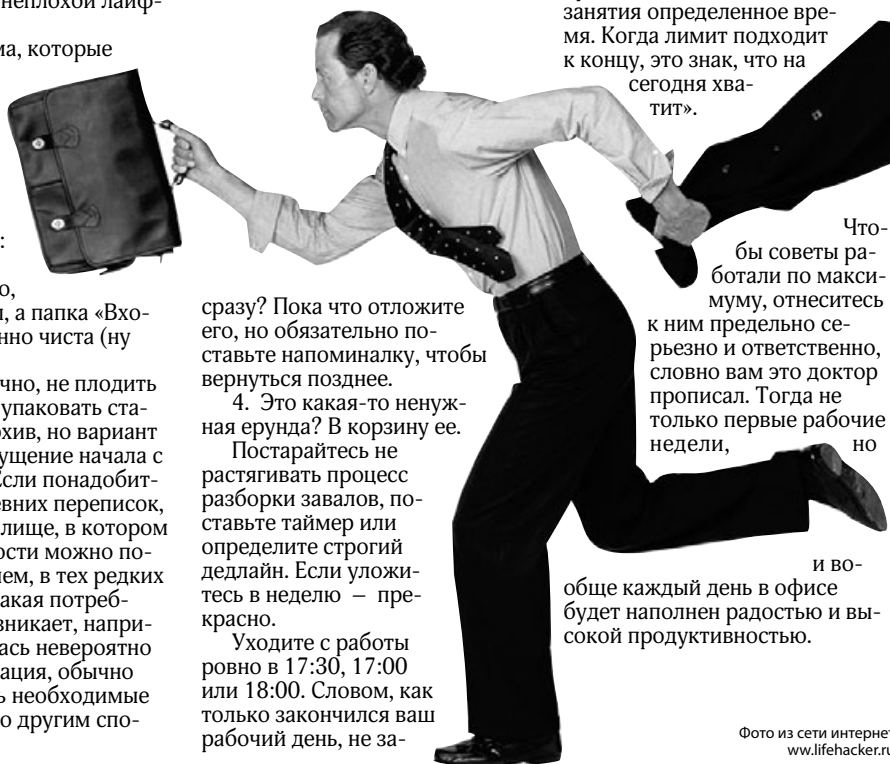 неплохой лайф-
ма, которые
:
о,
, а папка «Вхо-
нно чиста (ну
чно, не плодить
упаковать ста-
рхив, но вариант
ущение начала с
Если понадобит-
евних переписок,
лище, в котором
ости можно по-
ем, в тех редких
акая потреб-
зникает, напри-
ась невероятно
ация, обычно
ь необходимые
о другим спо-
сразу? Пока что отложите
его, но обязательно по-
ставьте напоминалку, чтобы
вернуться позднее.
4. Это какая-то ненуж-
ная ерунда? В корзину ее.
Постарайтесь не
растягивать процесс
разборки завалов, по-
ставьте таймер или
определите строгий
дедлайн. Если уложи-
тесь в неделю – пре-
красно.
Уходите с работы
ровно в 17:30, 17:00
или 18:00. Словом, как
только закончился ваш
рабочий день, не за-
занятия определенное вре-
мя. Когда лимит подходит
к концу, это знак, что на
сегодня хва-
тит».
Что-
бы советы ра-
ботали по макси-
муму, отнеситесь
к ним предельно се-
рьезно и ответственно,
словно вам это доктор
прописал. Тогда не
только первые рабочие
недели, но
и во-
обще каждый день в офисе
будет наполнен радостью и вы-
сокой продуктивностью.
Фото из сети интернет
ww.lifehacker.ru